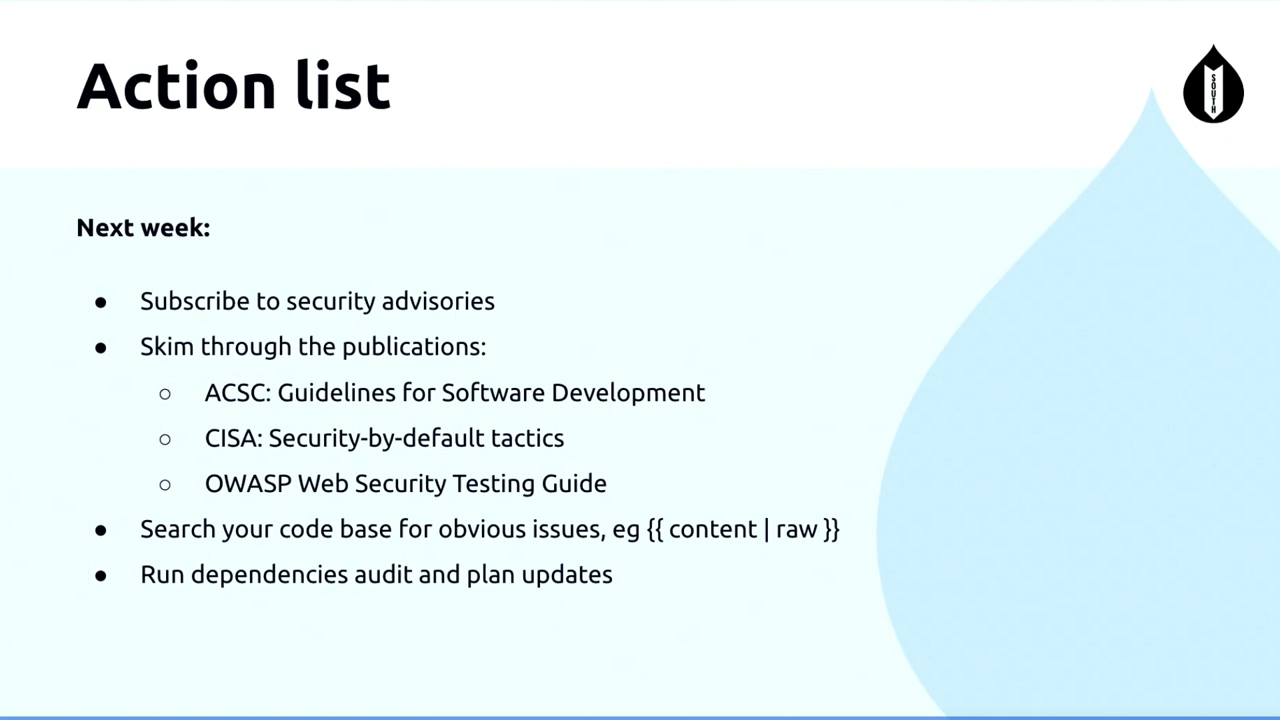 Action list
SOUTH
Next week:
● Subscribe to security advisories
● Skim through the publications:
○ ACSC: Guidelines for Software Development
○ CISA: Security-by-default tactics
○ OWASP Web Security Testing Guide
● Search your code base for obvious issues, eg {{ content | raw }}
● Run dependencies audit and plan updates